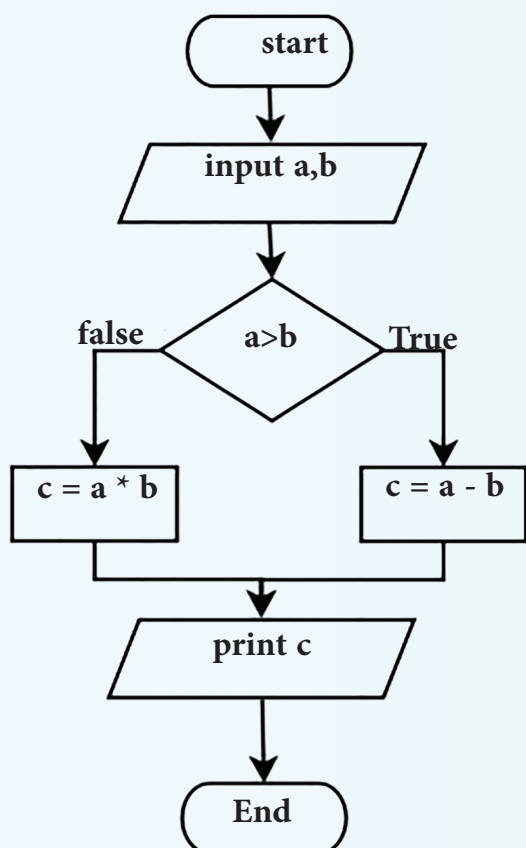 start
input a,b
a>b
false
True
c = a * b
c = a - b
print c
End